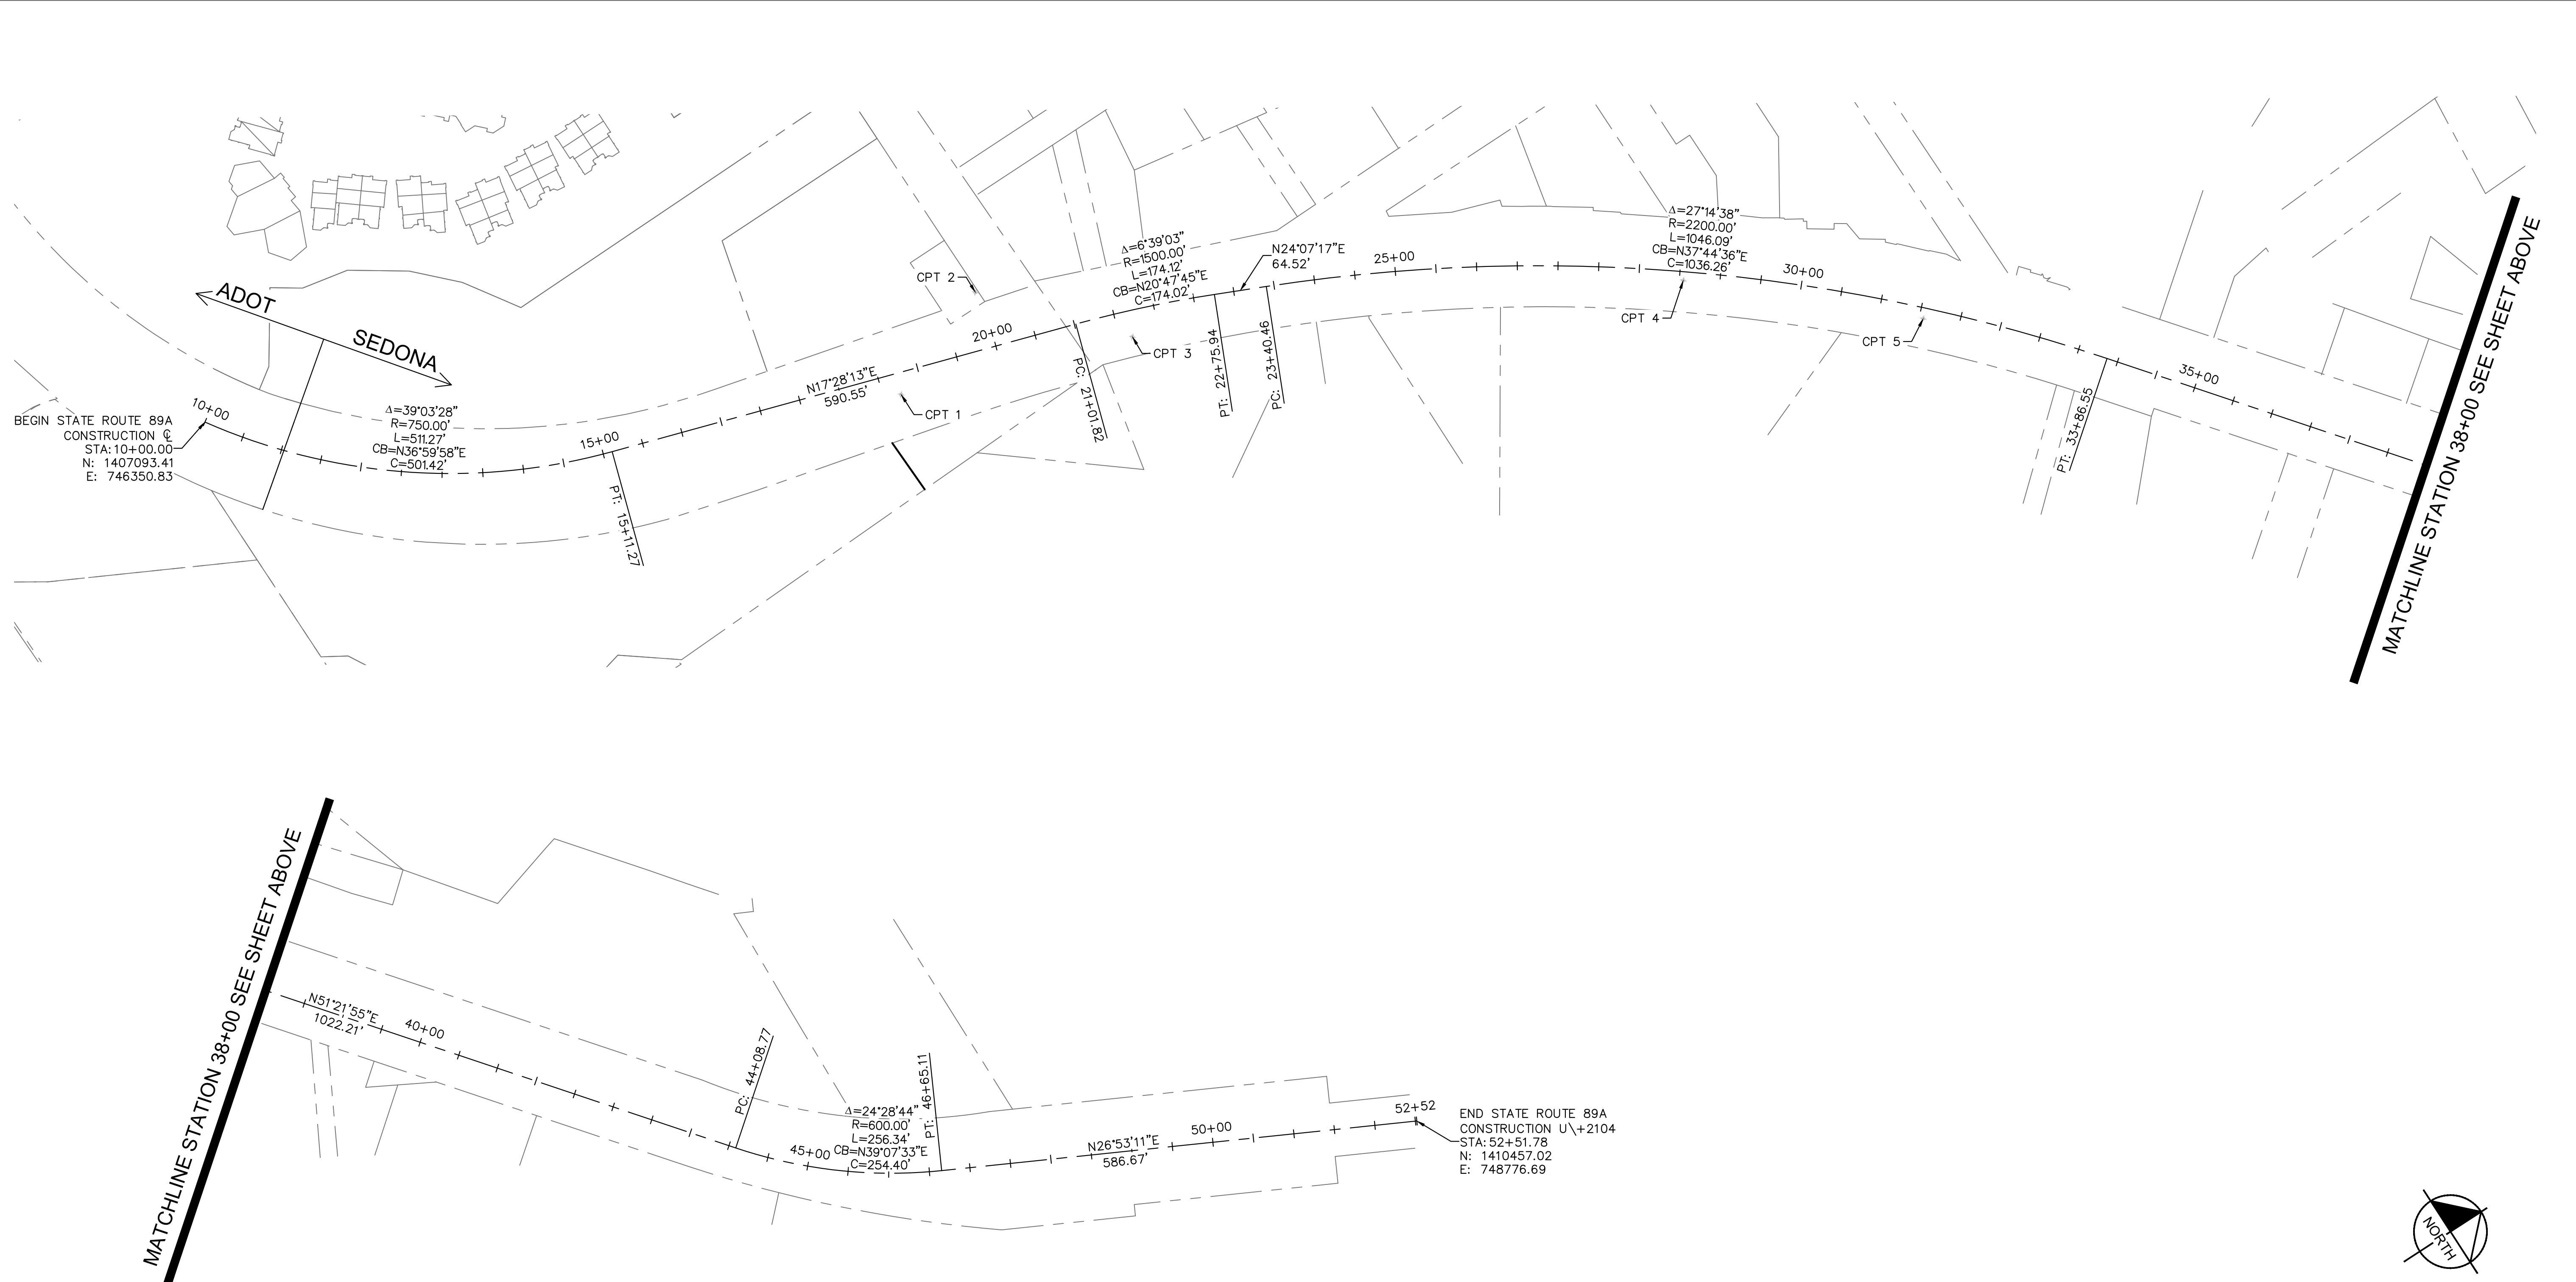 ADOT
SEDONA
10+00
BEGIN STATE ROUTE 89A
CONSTRUCTION ℄
STA: 10+00.00
N: 1407093.41
E: 746350.83
Δ=39°03'28"
R=750.00'
L=511.27'
CB=N36°59'58"E
C=501.42'
15+00
PT: 15+11.27
N17°28'13"E
590.55'
CPT 1
CPT 2
20+00
PC: 21+01.82
Δ=6°39'03"
R=1500.00'
L=174.12'
CB=N20°47'45"E
C=174.02'
CPT 3
PT: 22+75.94
N24°07'17"E
64.52'
PC: 23+40.46
25+00
Δ=27°14'38"
R=2200.00'
L=1046.09'
CB=N37°44'36"E
C=1036.26'
CPT 4
30+00
CPT 5
PT: 33+86.55
35+00
MATCHLINE STATION 38+00 SEE SHEET ABOVE
MATCHLINE STATION 38+00 SEE SHEET ABOVE
N51°21'55"E
1022.21'
40+00
PC: 44+08.77
45+00
Δ=24°28'44"
R=600.00'
L=256.34'
CB=N39°07'33"E
C=254.40'
PT: 46+65.11
N26°53'11"E
586.67'
50+00
52+52
END STATE ROUTE 89A
CONSTRUCTION U\+2104
STA: 52+51.78
N: 1410457.02
E: 748776.69
NORTH